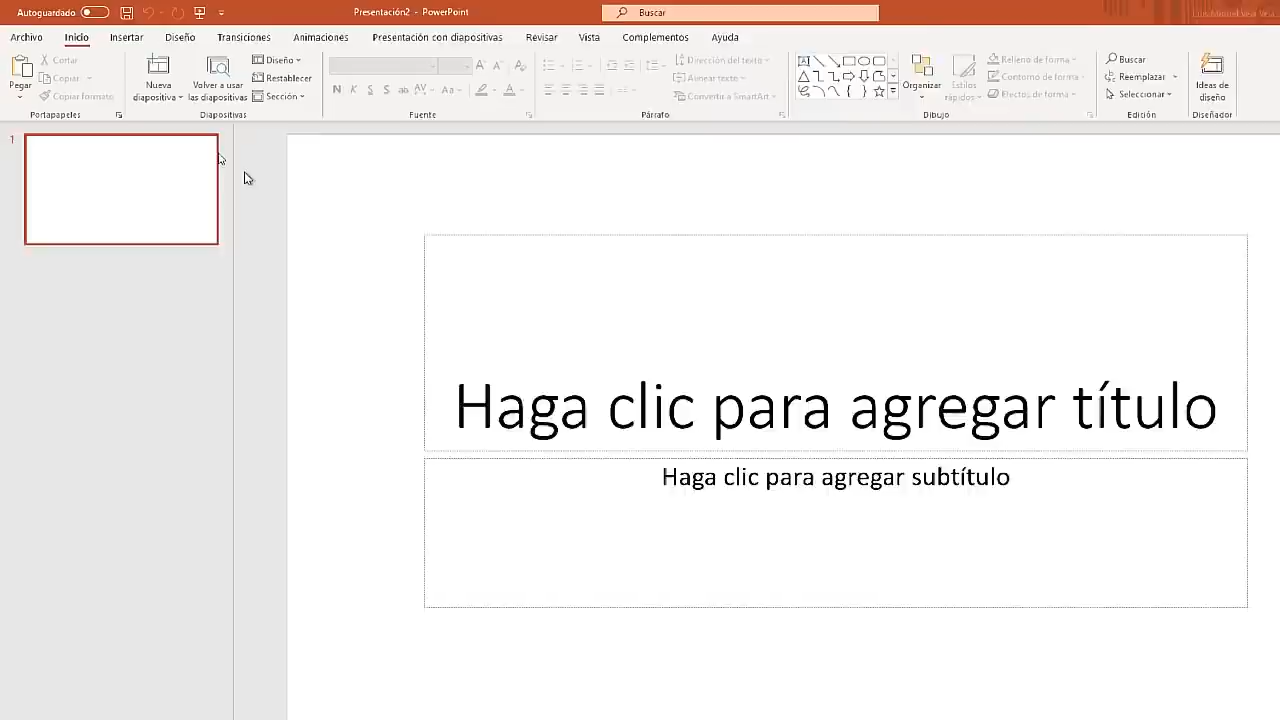 Autoguardado
Presentación2 - PowerPoint
Buscar
Archivo Inicio Insertar Diseño Transiciones Animaciones Presentación con diapositivas Revisar Vista Complementos Ayuda
Pegar
Cortar
Copiar
Copiar formato
Portapapeles
Nueva diapositiva
Volver a usar las diapositivas
Diseño
Restablecer
Sección
Diapositivas
N K S S ab AV Aa A
Fuente
Dirección del texto
Alinear texto
Convertir a SmartArt
Párrafo
Organizar
Estilos rápidos
Relleno de forma
Contorno de forma
Efectos de forma
Dibujo
Buscar
Reemplazar
Seleccionar
Edición
Ideas de diseño
Diseñador
1
Haga clic para agregar título
Haga clic para agregar subtítulo